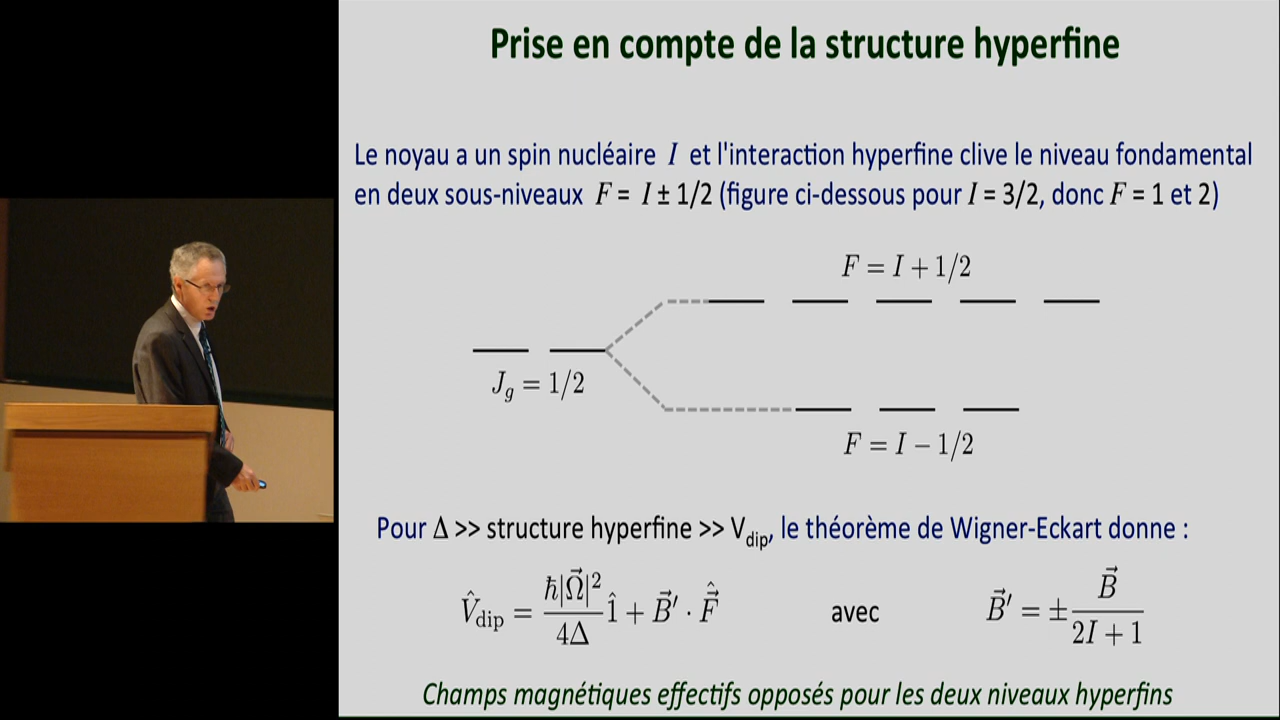 Prise en compte de la structure hyperfine
Le noyau a un spin nucléaire I et l'interaction hyperfine clive le niveau fondamental
en deux sous-niveaux F = I ± 1/2 (figure ci-dessous pour I = 3/2, donc F = 1 et 2)
F = I + 1/2
J_g = 1/2
F = I − 1/2
Pour Δ >> structure hyperfine >> V_dip, le théorème de Wigner-Eckart donne :
V̂_dip = ℏ|Ω⃗|²/4Δ 1̂ + B⃗′ · F⃗̂ avec B⃗′ = ± B⃗/(2I + 1)
Champs magnétiques effectifs opposés pour les deux niveaux hyperfins